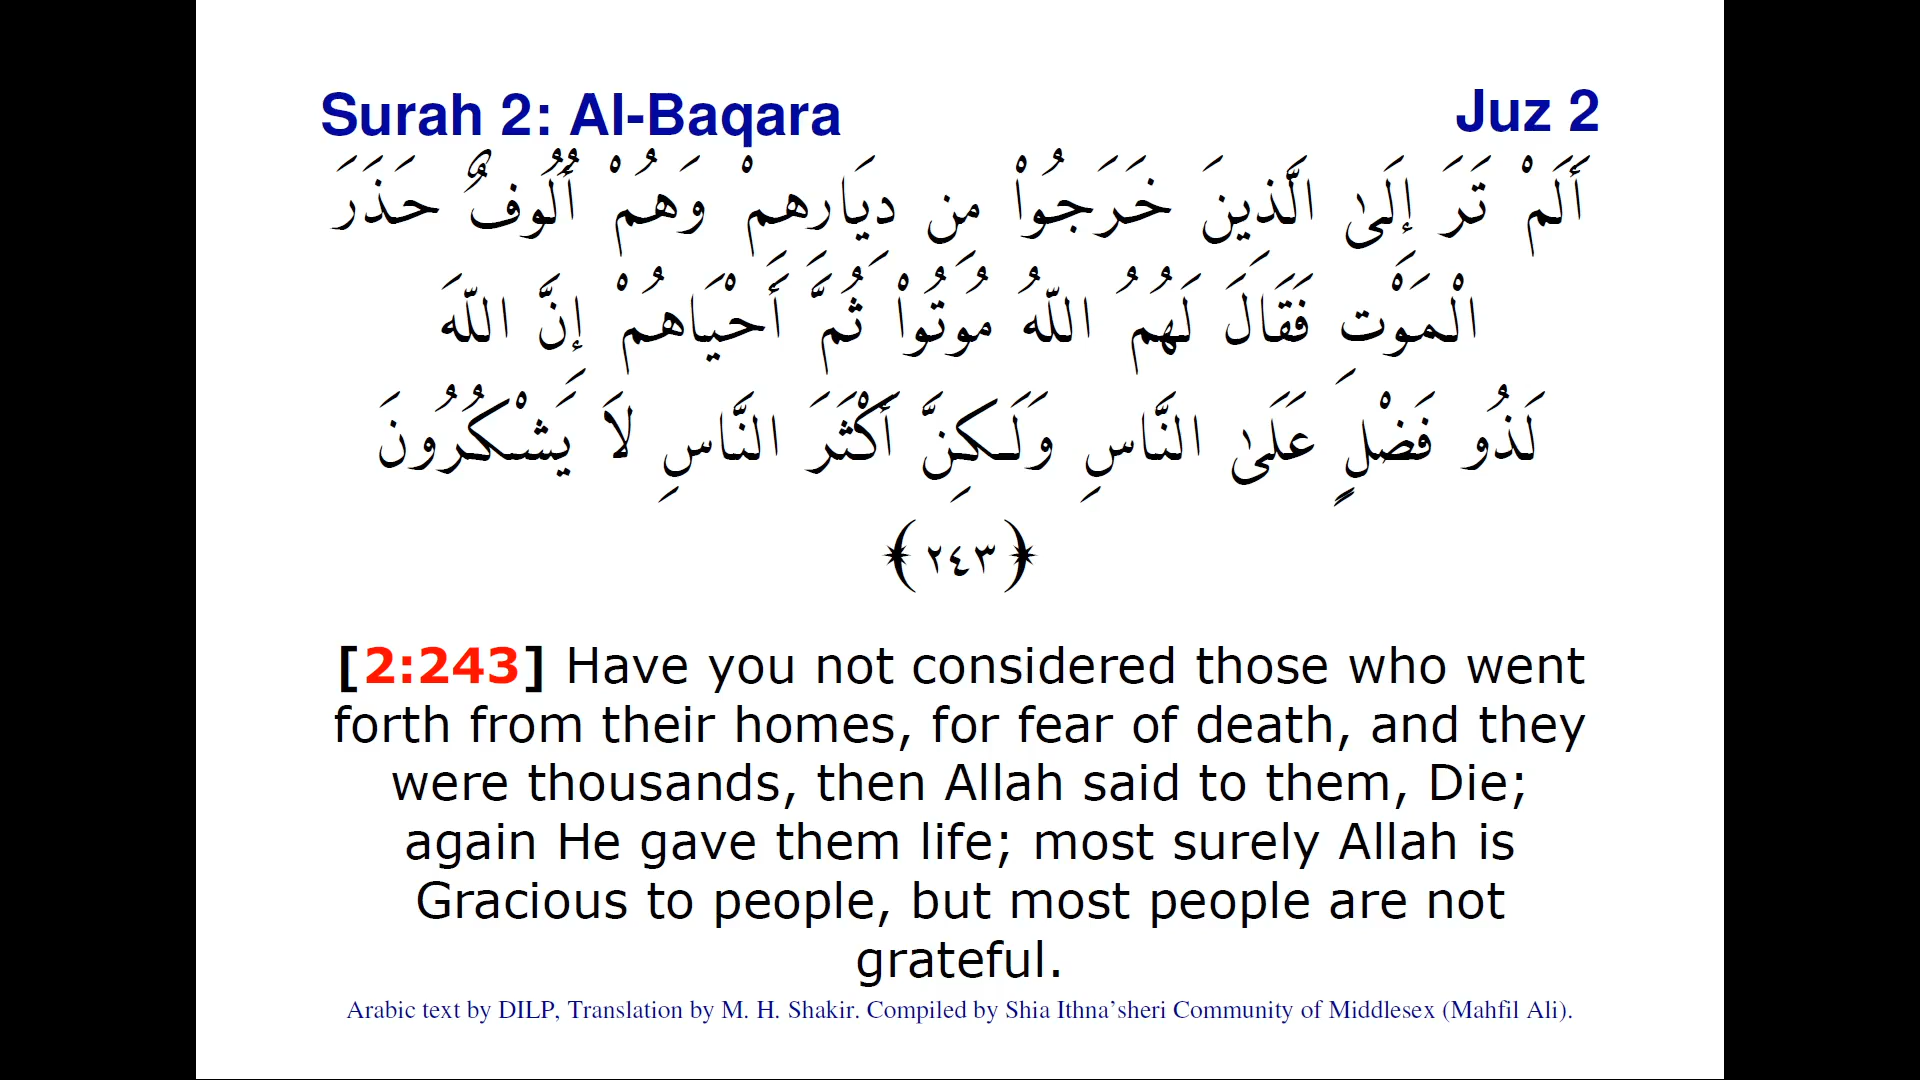 Surah 2: Al-Baqara Juz 2
أَلَمْ تَرَ إِلَىٰ الَّذِينَ خَرَجُواْ مِن دِيَارِهِمْ وَهُمْ أُلُوفٌ حَذَرَ
الْمَوْتِ فَقَالَ لَهُمُ اللّهُ مُوتُواْ ثُمَّ أَحْيَاهُمْ إِنَّ اللّهَ
لَذُو فَضْلٍ عَلَىٰ النَّاسِ وَلَـكِنَّ أَكْثَرَ النَّاسِ لاَ يَشْكُرُونَ
﴿٢٤٣﴾
[2:243] Have you not considered those who went
forth from their homes, for fear of death, and they
were thousands, then Allah said to them, Die;
again He gave them life; most surely Allah is
Gracious to people, but most people are not
grateful.
Arabic text by DILP, Translation by M. H. Shakir. Compiled by Shia Ithna’sheri Community of Middlesex (Mahfil Ali).